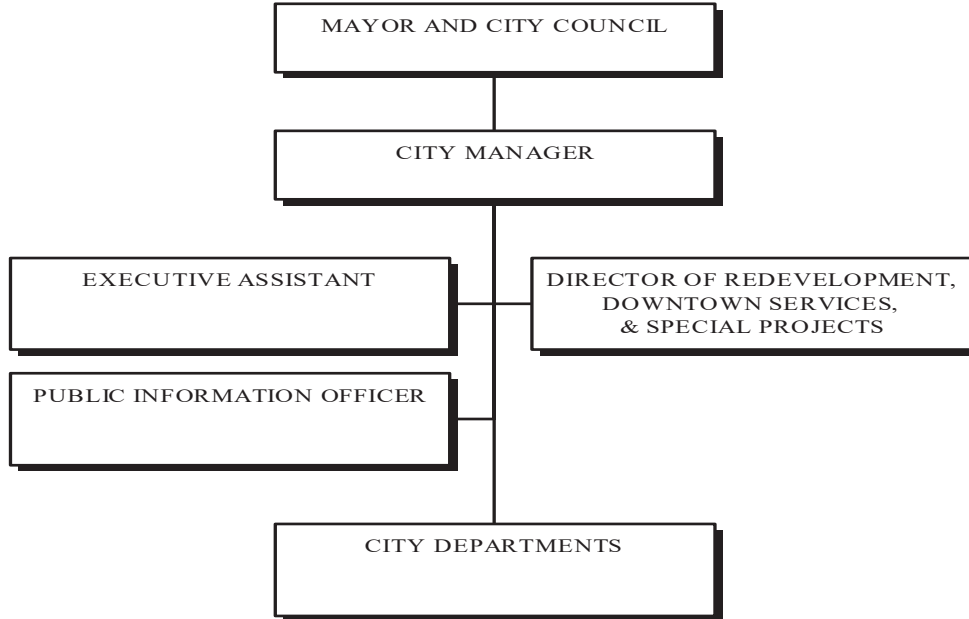 MAYOR AND CITY COUNCIL
CITY MANAGER
EXECUTIVE ASSISTANT
DIRECTOR OF REDEVELOPMENT,
DOWNTOWN SERVICES,
& SPECIAL PROJECTS
PUBLIC INFORMATION OFFICER
CITY DEPARTMENTS